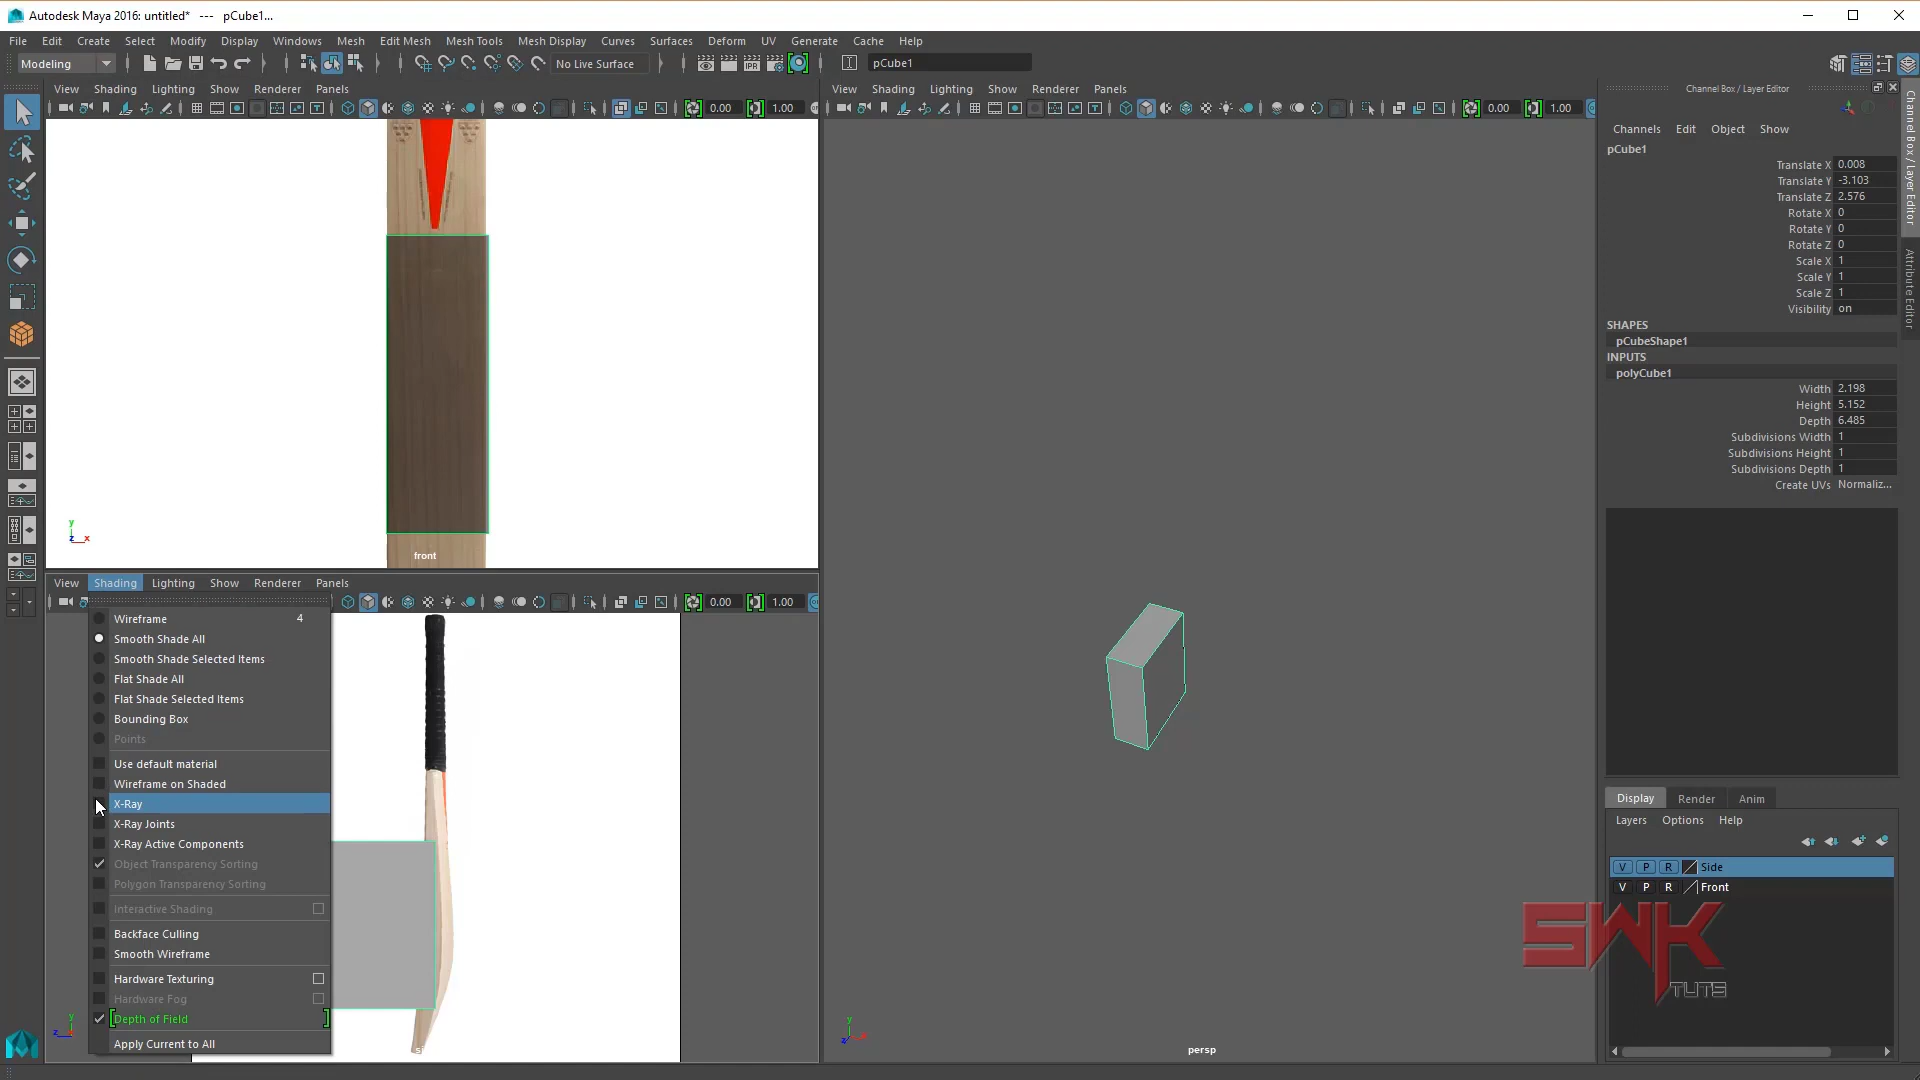 Autodesk Maya 2016: untitled* --- pCube1...
File Edit Create Select Modify Display Windows Mesh Edit Mesh Mesh Tools Mesh Display Curves Surfaces Deform UV Generate Cache Help
Modeling No Live Surface IPR pCube1
View Shading Lighting Show Renderer Panels
0.00 1.00
View Shading Lighting Show Renderer Panels
0.00 1.00
front
y
z x
View Shading Lighting Show Renderer Panels
0.00 1.00
Wireframe 4
Smooth Shade All
Smooth Shade Selected Items
Flat Shade All
Flat Shade Selected Items
Bounding Box
Points
Use default material
Wireframe on Shaded
X-Ray
X-Ray Joints
X-Ray Active Components
Object Transparency Sorting
Polygon Transparency Sorting
Interactive Shading
Backface Culling
Smooth Wireframe
Hardware Texturing
Hardware Fog
Depth of Field
Apply Current to All
y
z
y
z x
persp
Channel Box / Layer Editor
Channels Edit Object Show
pCube1
Translate X 0.008
Translate Y -3.103
Translate Z 2.576
Rotate X 0
Rotate Y 0
Rotate Z 0
Scale X 1
Scale Y 1
Scale Z 1
Visibility on
SHAPES
pCubeShape1
INPUTS
polyCube1
Width 2.198
Height 5.152
Depth 6.485
Subdivisions Width 1
Subdivisions Height 1
Subdivisions Depth 1
Create UVs Normaliz...
Display Render Anim
Layers Options Help
V P R Side
V P R Front
SWK
TUTS
Channel Box / Layer Editor
Attribute Editor